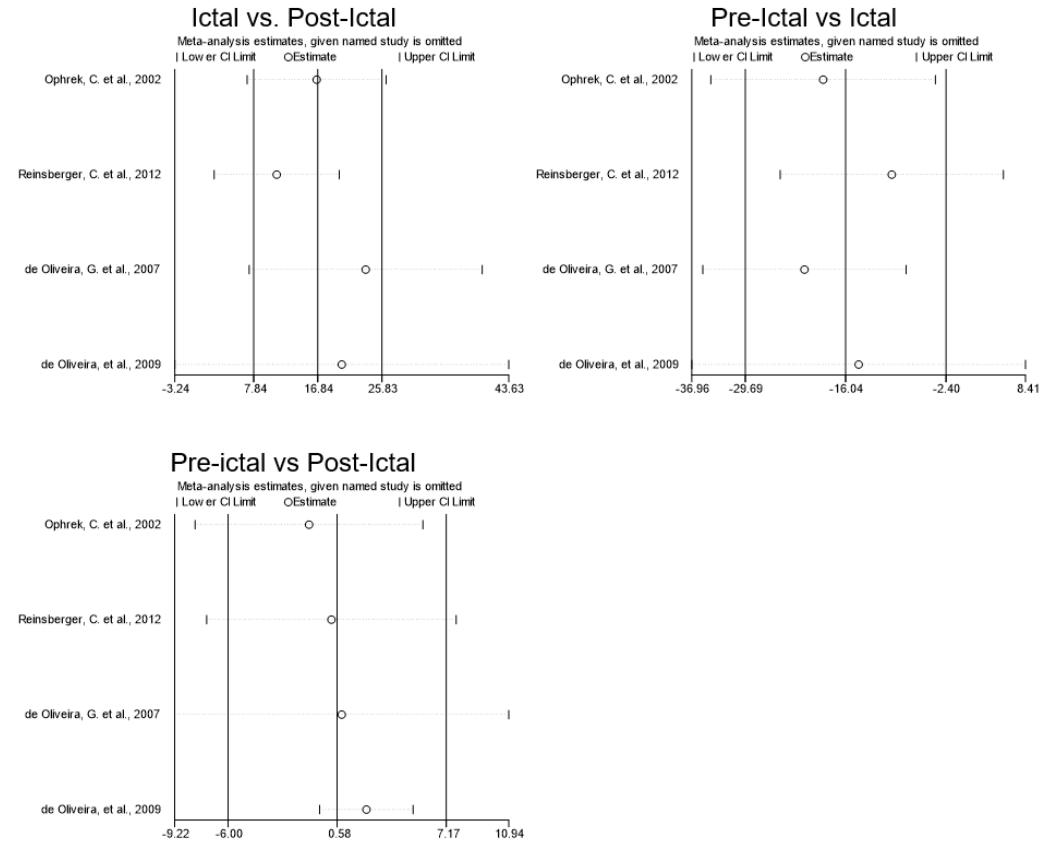 Ictal vs. Post-Ictal
Meta-analysis estimates, given named study is omitted
| Low er CI Limit ○Estimate | Upper CI Limit
Ophrek, C. et al., 2002
Reinsberger, C. et al., 2012
de Oliveira, G. et al., 2007
de Oliveira, et al., 2009
-3.24 7.84 16.84 25.83 43.63
Pre-Ictal vs Ictal
Meta-analysis estimates, given named study is omitted
| Low er CI Limit ○Estimate | Upper CI Limit
Ophrek, C. et al., 2002
Reinsberger, C. et al., 2012
de Oliveira, G. et al., 2007
de Oliveira, et al., 2009
-36.96 -29.69 -16.04 -2.40 8.41
Pre-ictal vs Post-Ictal
Meta-analysis estimates, given named study is omitted
| Low er CI Limit ○Estimate | Upper CI Limit
Ophrek, C. et al., 2002
Reinsberger, C. et al., 2012
de Oliveira, G. et al., 2007
de Oliveira, et al., 2009
-9.22 -6.00 0.58 7.17 10.94